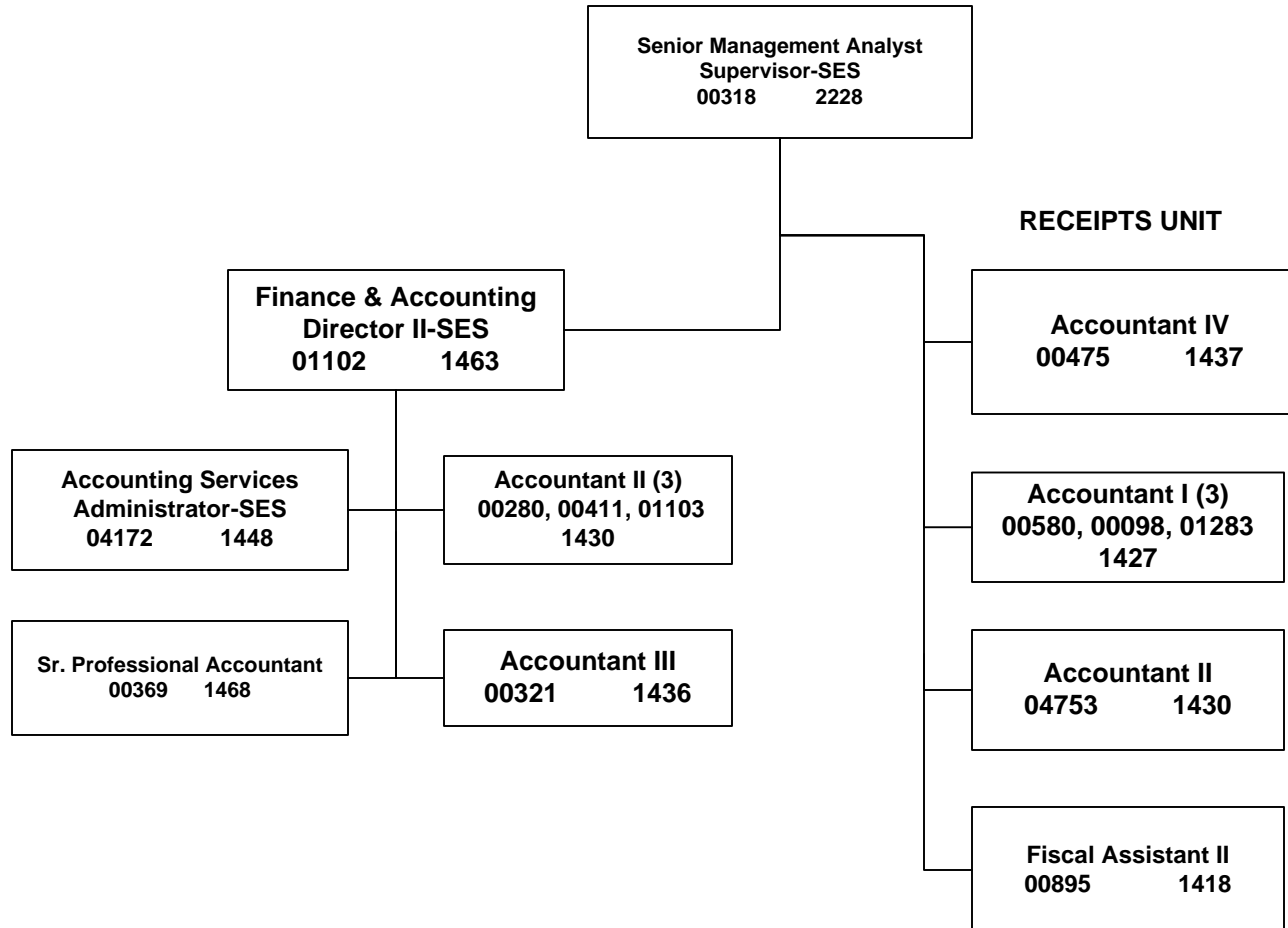 Senior Management Analyst
Supervisor-SES
00318 2228
RECEIPTS UNIT
Finance & Accounting
Director II-SES
01102 1463
Accounting Services
Administrator-SES
04172 1448
Accountant II (3)
00280, 00411, 01103
1430
Sr. Professional Accountant
00369 1468
Accountant III
00321 1436
Accountant IV
00475 1437
Accountant I (3)
00580, 00098, 01283
1427
Accountant II
04753 1430
Fiscal Assistant II
00895 1418